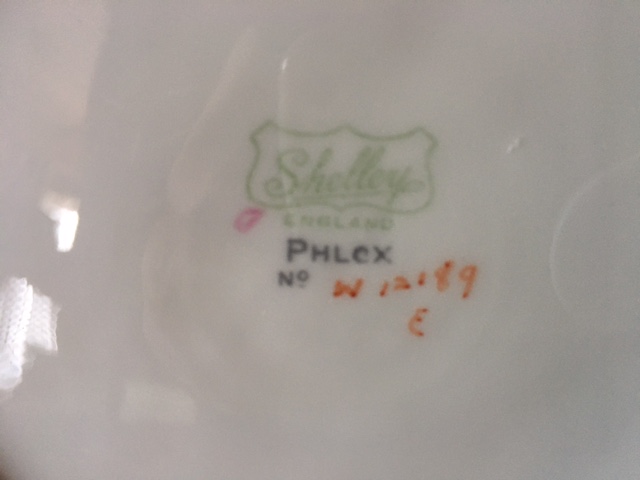 Shelley
ENGLAND
PHLOX
Nº W 12189
E